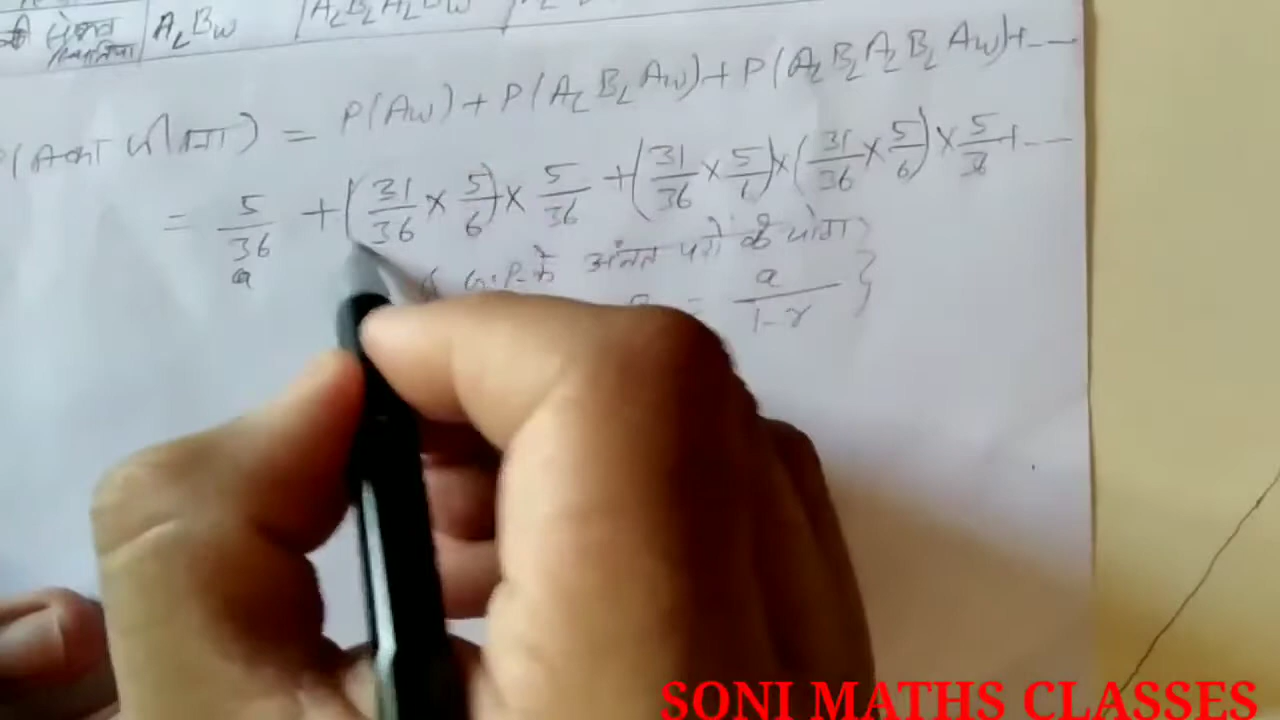 A_L B_W
P(A का जीतना) = P(A_W) + P(A_L B_L A_W) + P(A_L B_L A_L B_L A_W) + ---
= 5/36 + (31/36 × 5/6) × 5/36 + (31/36 × 5/6) × (31/36 × 5/6) × 5/36 + ---
a
G.P. के अनंत पदों का योग
= a/(1-r) }
SONI MATHS CLASSES